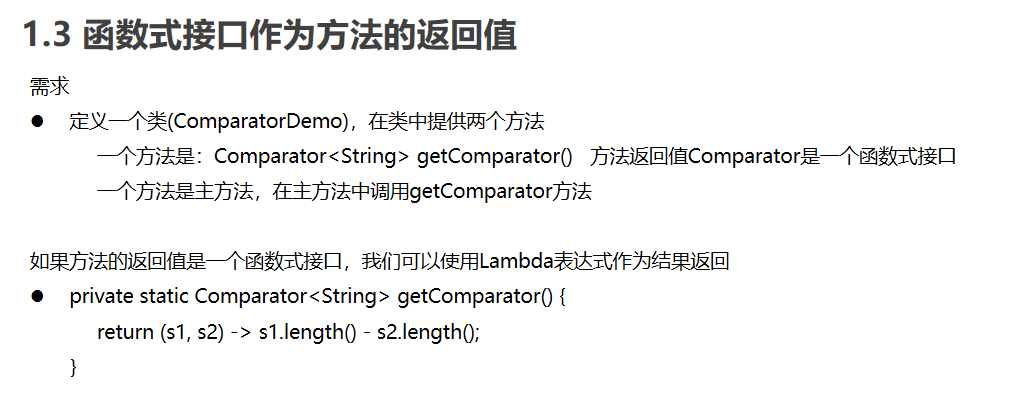 1.3 函数式接口作为方法的返回值
需求
● 定义一个类(ComparatorDemo)，在类中提供两个方法
一个方法是：Comparator<String> getComparator() 方法返回值Comparator是一个函数式接口
一个方法是主方法，在主方法中调用getComparator方法
如果方法的返回值是一个函数式接口，我们可以使用Lambda表达式作为结果返回
● private static Comparator<String> getComparator() {
return (s1, s2) -> s1.length() - s2.length();
}